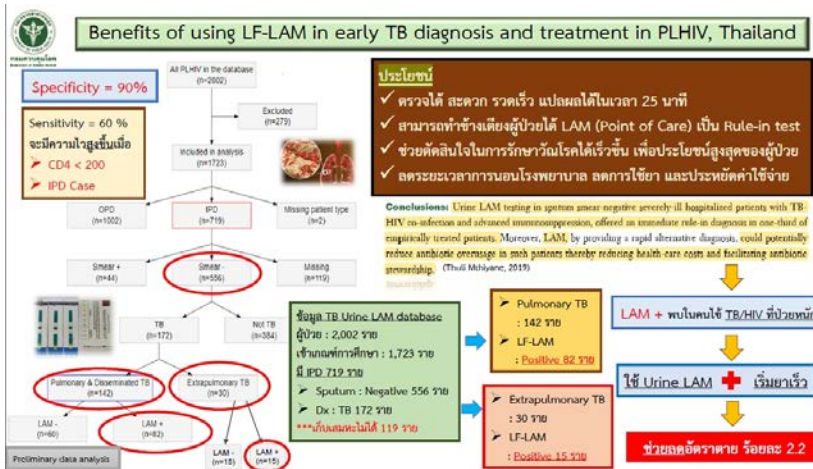 Benefits of using LF-LAM in early TB diagnosis and treatment in PLHIV, Thailand
กรมควบคุมโรค
Specificity = 90%
Sensitivity = 60 %
จะมีความไวสูงขึ้นเมื่อ
CD4 < 200
IPD Case
All PLHIV in the database
(n=2002)
Excluded
(n=279)
Included in analysis
(n=1723)
OPD
(n=1002)
IPD
(n=719)
Missing patient type
(n=2)
Smear +
(n=44)
Smear -
(n=556)
Missing
(n=119)
TB
(n=172)
Not TB
(n=384)
Pulmonary & Disseminated TB
(n=142)
Extrapulmonary TB
(n=30)
LAM -
(n=60)
LAM +
(n=82)
LAM -
(n=15)
LAM +
(n=15)
Preliminary data analysis
ประโยชน์
✓ ตรวจได้ สะดวก รวดเร็ว แปลผลได้ในเวลา 25 นาที
✓ สามารถทำข้างเตียงผู้ป่วยได้ LAM (Point of Care) เป็น Rule-in test
✓ ช่วยตัดสินใจในการรักษาวัณโรคได้เร็วขึ้น เพื่อประโยชน์สูงสุดของผู้ป่วย
✓ ลดระยะเวลาการนอนโรงพยาบาล ลดการใช้ยา และประหยัดค่าใช้จ่าย
Conclusions: Urine LAM testing in sputum smear-negative severely-ill hospitalized patients with TB-
HIV co-infection and advanced immunosuppression, offered an immediate rule-in diagnosis in one-third of
empirically treated patients. Moreover, LAM, by providing a rapid alternative diagnosis, could potentially
reduce antibiotic overusage in such patients thereby reducing health-care costs and facilitating antibiotic
stewardship. (Thuli Mthiyane, 2019)
ข้อมูล TB Urine LAM database
ผู้ป่วย : 2,002 ราย
เข้าเกณฑ์การศึกษา : 1,723 ราย
มี IPD 719 ราย
Sputum : Negative 556 ราย
Dx : TB 172 ราย
***เก็บเสมหะไม่ได้ 119 ราย
Pulmonary TB
: 142 ราย
LF-LAM
: Positive 82 ราย
Extrapulmonary TB
: 30 ราย
LF-LAM
: Positive 15 ราย
LAM + พบในคนไข้ TB/HIV ที่ป่วยหนัก
ใช้ Urine LAM + เริ่มยาเร็ว
ช่วยลดอัตราตาย ร้อยละ 2.2